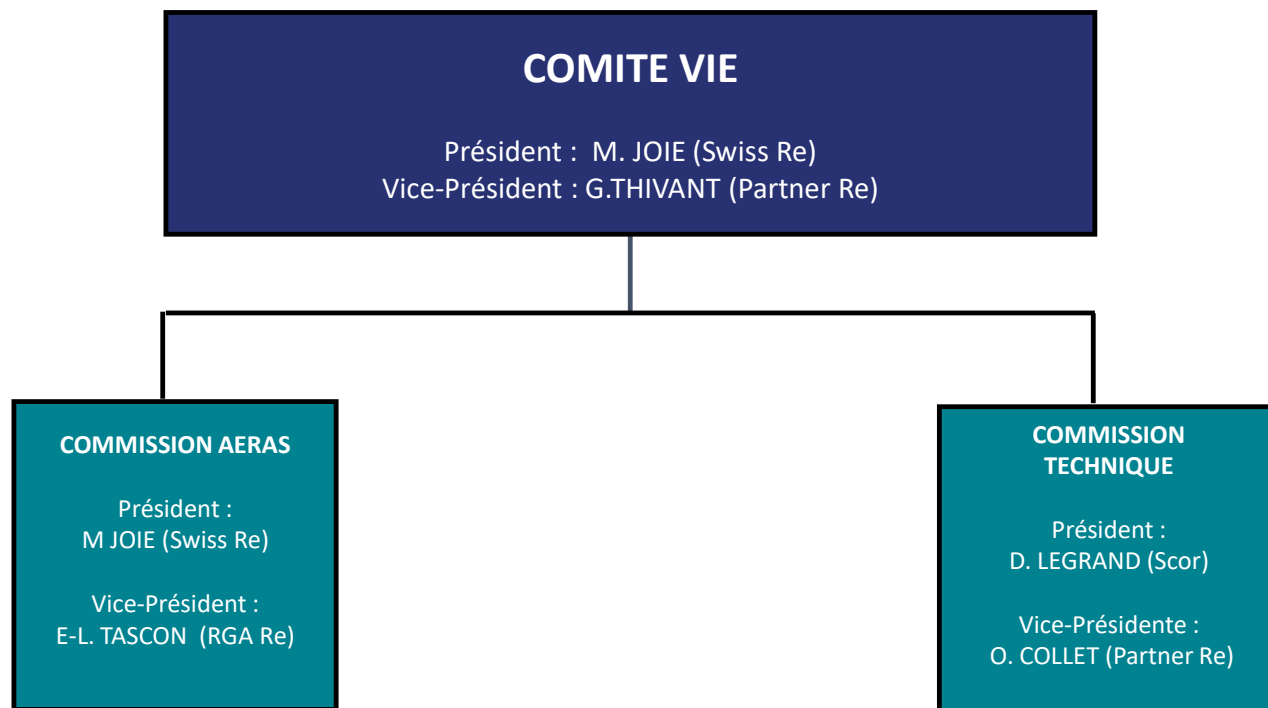 COMITE VIE
Président : M. JOIE (Swiss Re)
Vice-Président : G.THIVANT (Partner Re)
COMMISSION AERAS
Président :
M JOIE (Swiss Re)
Vice-Président :
E-L. TASCON (RGA Re)
COMMISSION
TECHNIQUE
Président :
D. LEGRAND (Scor)
Vice-Présidente :
O. COLLET (Partner Re)